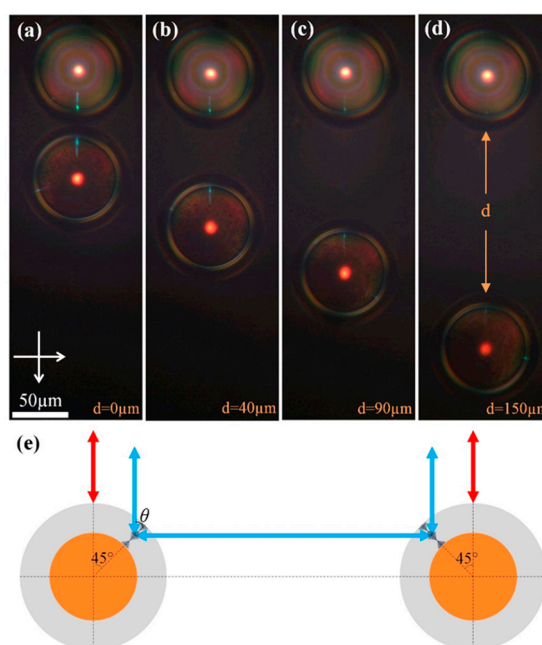 (a)
(b)
(c)
(d)
d
50µm
d=0µm
d=40µm
d=90µm
d=150µm
(e)
θ
45°
45°